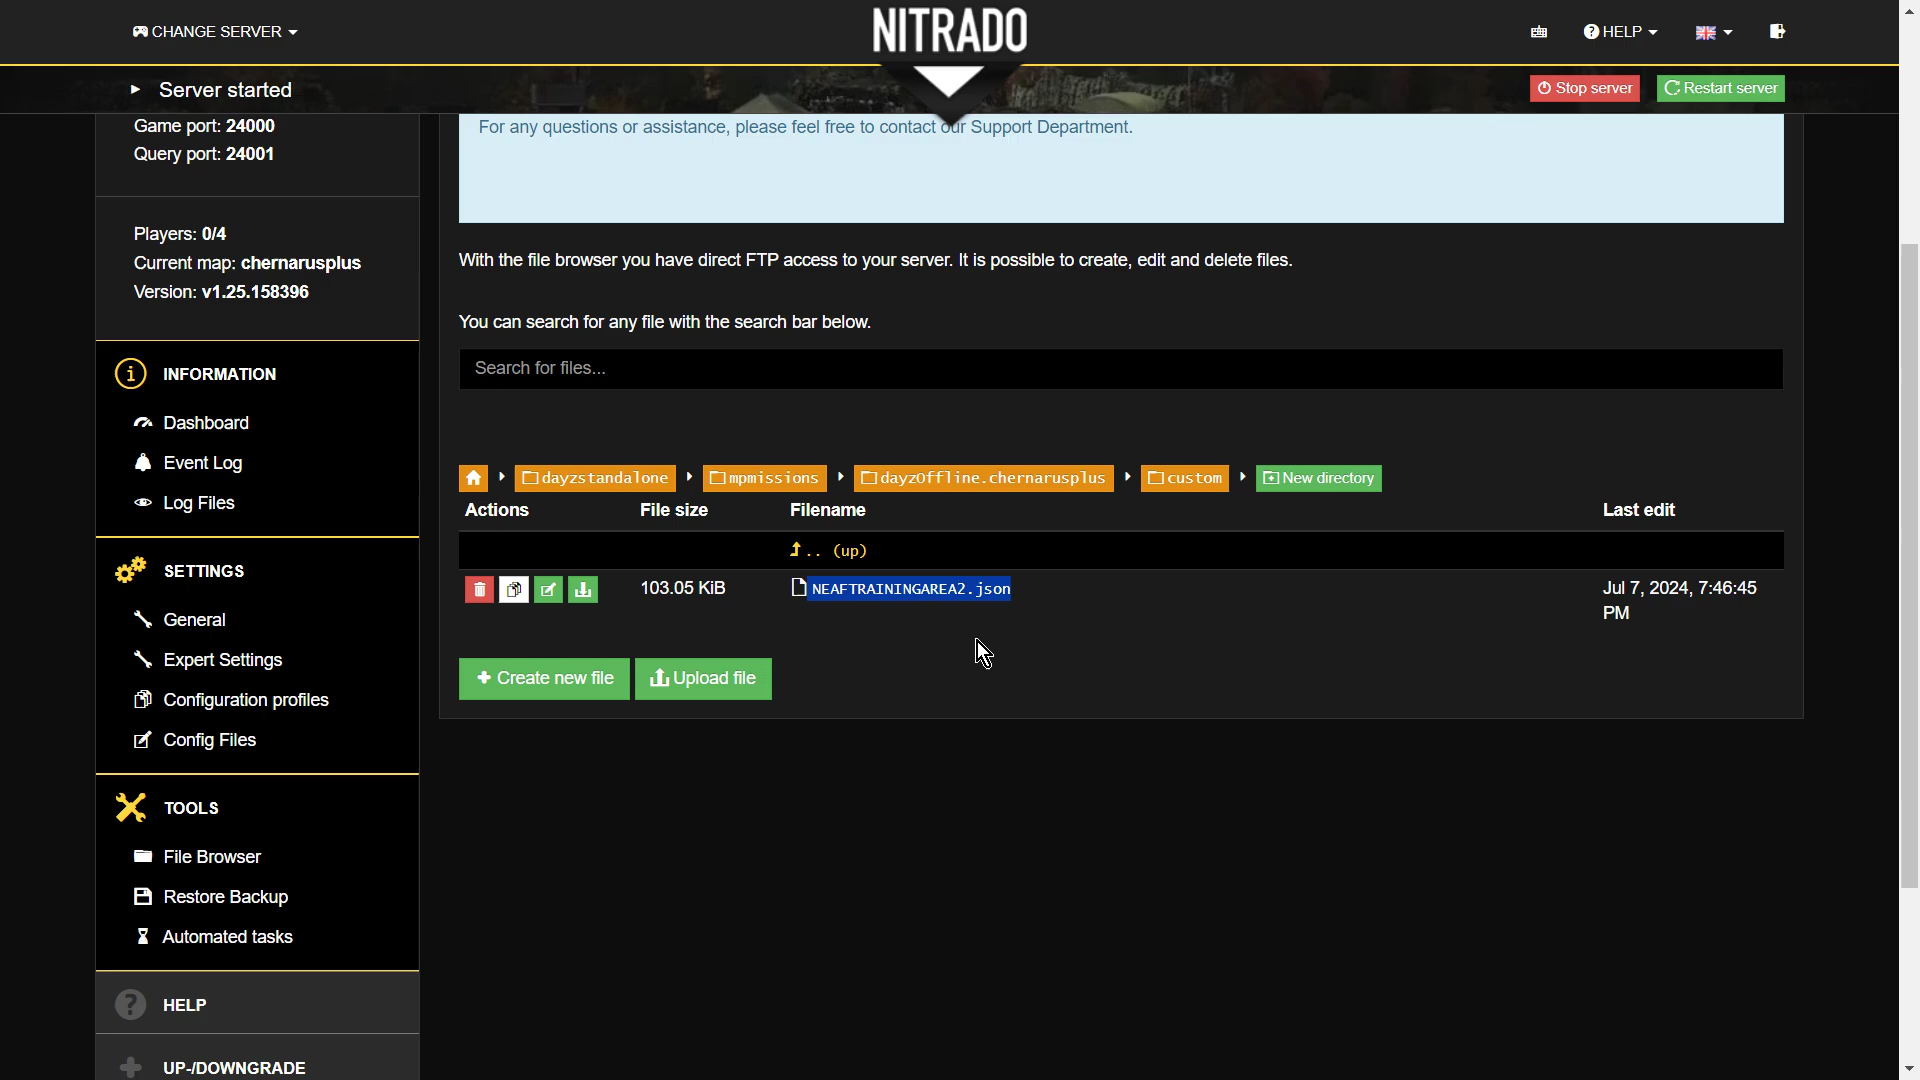 CHANGE SERVER
NITRADO
HELP
Server started
Stop server
Restart server
Game port: 24000
Query port: 24001
Players: 0/4
Current map: chernarusplus
Version: v1.25.158396
INFORMATION
Dashboard
Event Log
Log Files
SETTINGS
General
Expert Settings
Configuration profiles
Config Files
TOOLS
File Browser
Restore Backup
Automated tasks
HELP
UP-/DOWNGRADE
For any questions or assistance, please feel free to contact our Support Department.
With the file browser you have direct FTP access to your server. It is possible to create, edit and delete files.
You can search for any file with the search bar below.
Search for files...
dayzstandalone mpmissions dayzOffline.chernarusplus custom New directory
Actions File size Filename Last edit
.. (up)
103.05 KiB NEAFTRAININGAREA2.json Jul 7, 2024, 7:46:45
PM
Create new file Upload file